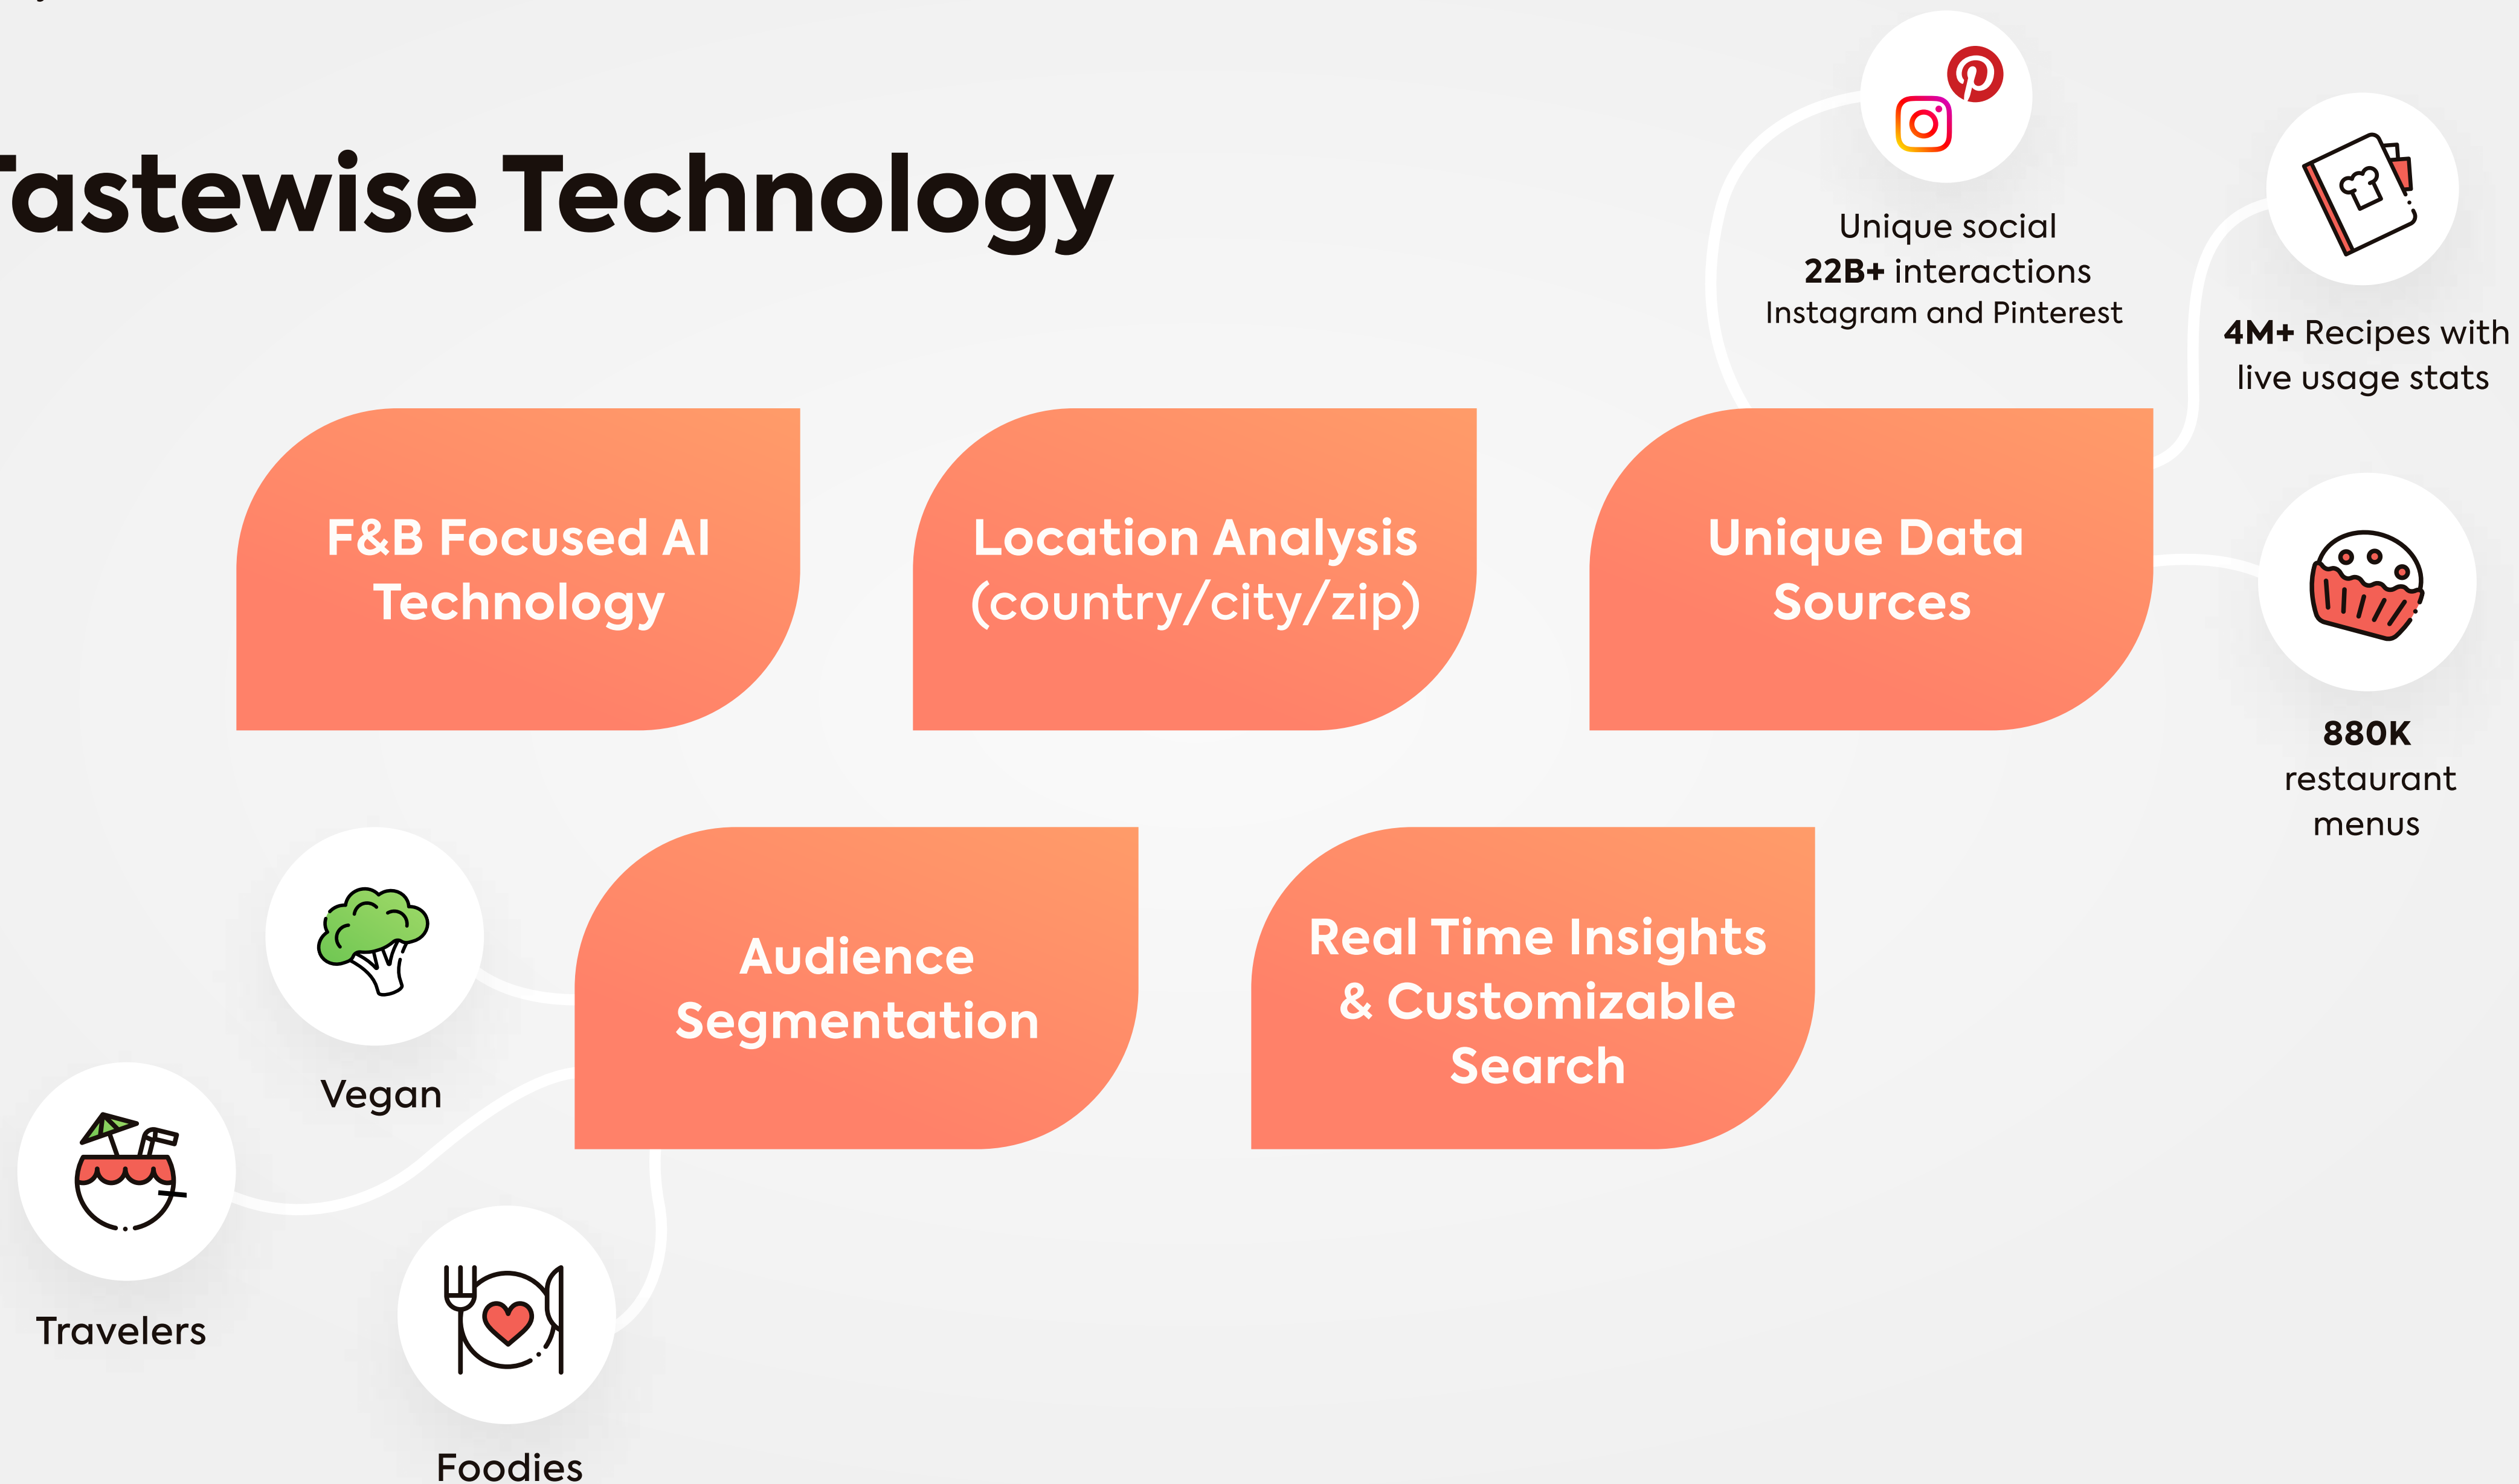 Tastewise Technology
Unique social
22B+ interactions
Instagram and Pinterest
4M+ Recipes with
live usage stats
F&B Focused AI
Technology
Location Analysis
(country/city/zip)
Unique Data
Sources
880K
restaurant
menus
Audience
Segmentation
Real Time Insights
& Customizable
Search
Vegan
Travelers
Foodies